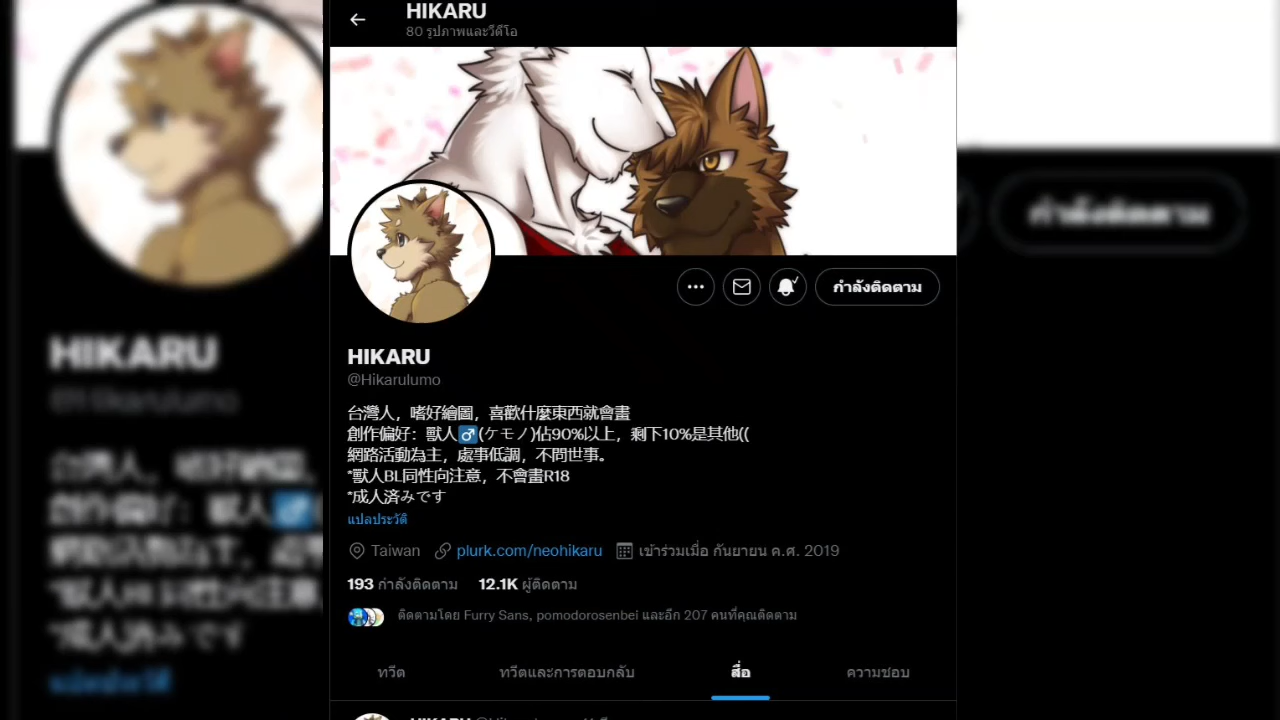 HIKARU
80 รูปภาพและวีดีโอ
กำลังติดตาม
HIKARU
@Hikarulumo
台灣人，嗜好繪圖，喜歡什麼東西就會畫
創作偏好：獸人♂(ケモノ)佔90%以上，剩下10%是其他((
網路活動為主，處事低調，不問世事。
*獸人BL同性向注意，不會畫R18
*成人済みです
แปลประวัติ
Taiwan plurk.com/neohikaru เข้าร่วมเมื่อ กันยายน ค.ศ. 2019
193 กำลังติดตาม 12.1K ผู้ติดตาม
ติดตามโดย Furry Sans, pomodorosenbei และอีก 207 คนที่คุณติดตาม
ทวีต ทวีตและการตอบกลับ สื่อ ความชอบ
HIKARU